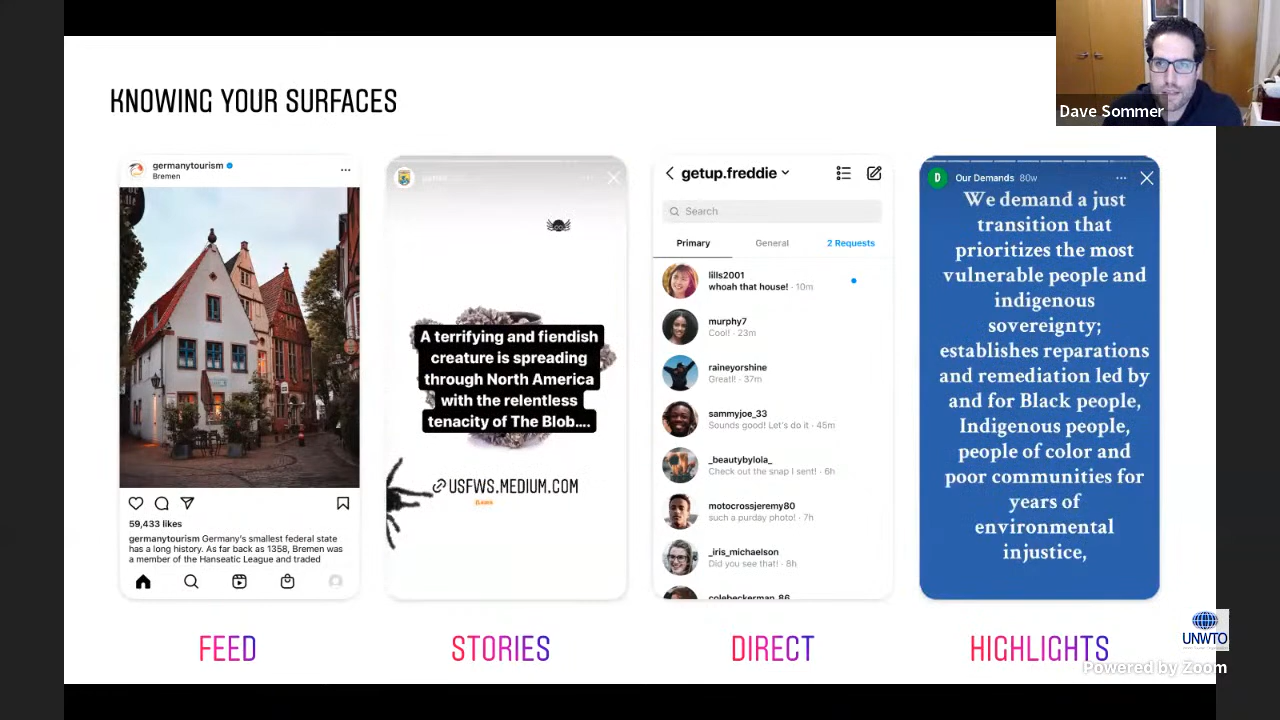 KNOWING YOUR SURFACES
Dave Sommer
germanytourism
Bremen
59,433 likes
germanytourism Germany's smallest federal state
has a long history. As far back as 1358, Bremen was
a member of the Hanseatic League and traded
FEED
A terrifying and fiendish
creature is spreading
through North America
with the relentless
tenacity of The Blob....
USFWS.MEDIUM.COM
STORIES
getup.freddie
Search
Primary General 2 Requests
lills2001
whoah that house! · 10m
murphy7
Cool! · 23m
raineyorshine
Great!! · 37m
sammyjoe_33
Sounds good! Let's do it · 45m
_beautybylola_
Check out the snap I sent! · 6h
motocrossjeremy80
such a purday photo! · 7h
_iris_michaelson
Did you see that! · 8h
colebeckerman_86
DIRECT
D
Our Demands 80w
We demand a just
transition that
prioritizes the most
vulnerable people and
indigenous
sovereignty;
establishes reparations
and remediation led by
and for Black people,
Indigenous people,
people of color and
poor communities for
years of
environmental
injustice,
HIGHLIGHTS
UNWTO
Powered by Zoom